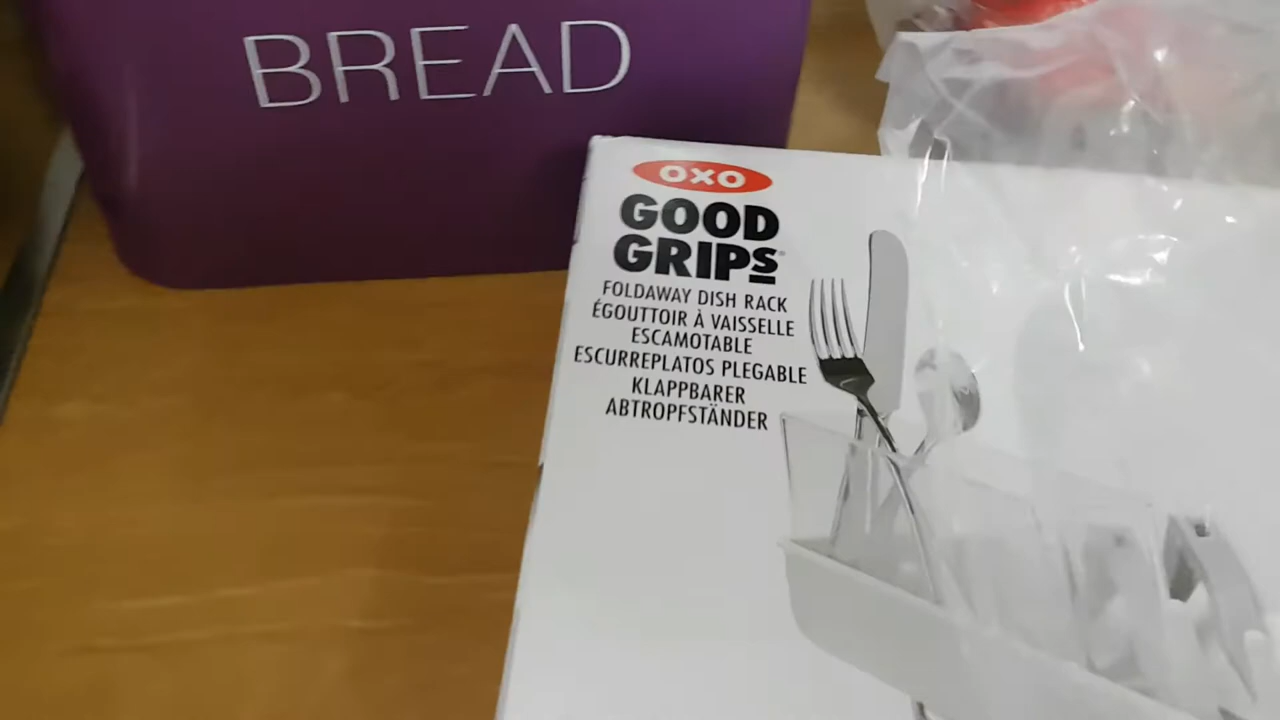 BREAD
OXO
GOOD
GRIPS
FOLDAWAY DISH RACK
ÉGOUTTOIR À VAISSELLE
ESCAMOTABLE
ESCURREPLATOS PLEGABLE
KLAPPBARER
ABTROPFSTÄNDER